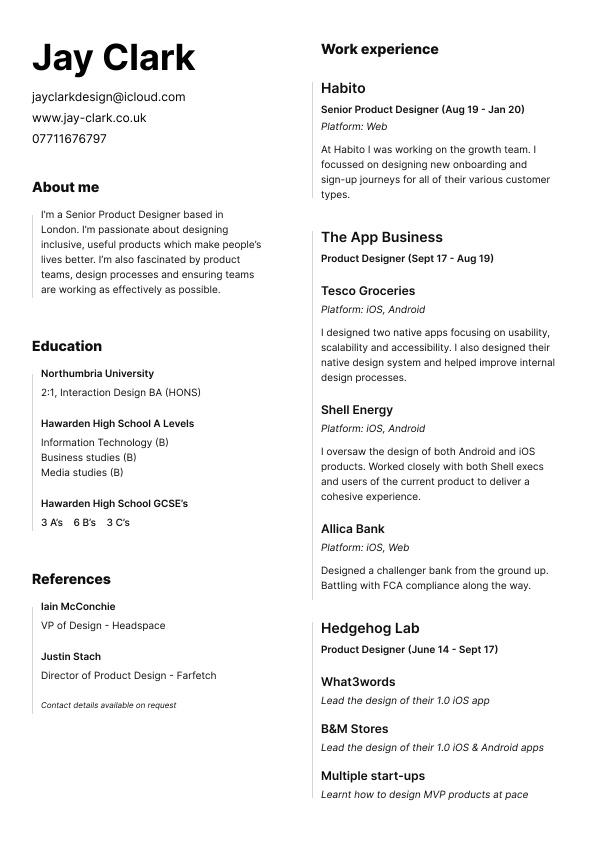 Jay Clark
jayclarkdesign@icloud.com
www.jay-clark.co.uk
07711676797
About me
I'm a Senior Product Designer based in
London. I'm passionate about designing
inclusive, useful products which make people's
lives better. I'm also fascinated by product
teams, design processes and ensuring teams
are working as effectively as possible.
Education
Northumbria University
2:1, Interaction Design BA (HONS)
Hawarden High School A Levels
Information Technology (B)
Business studies (B)
Media studies (B)
Hawarden High School GCSE's
3 A's 6 B's 3 C's
References
Iain McConchie
VP of Design - Headspace
Justin Stach
Director of Product Design - Farfetch
Contact details available on request
Work experience
Habito
Senior Product Designer (Aug 19 - Jan 20)
Platform: Web
At Habito I was working on the growth team. I
focussed on designing new onboarding and
sign-up journeys for all of their various customer
types.
The App Business
Product Designer (Sept 17 - Aug 19)
Tesco Groceries
Platform: iOS, Android
I designed two native apps focusing on usability,
scalability and accessibility. I also designed their
native design system and helped improve internal
design processes.
Shell Energy
Platform: iOS, Android
I oversaw the design of both Android and iOS
products. Worked closely with both Shell execs
and users of the current product to deliver a
cohesive experience.
Allica Bank
Platform: iOS, Web
Designed a challenger bank from the ground up.
Battling with FCA compliance along the way.
Hedgehog Lab
Product Designer (June 14 - Sept 17)
What3words
Lead the design of their 1.0 iOS app
B&M Stores
Lead the design of their 1.0 iOS & Android apps
Multiple start-ups
Learnt how to design MVP products at pace